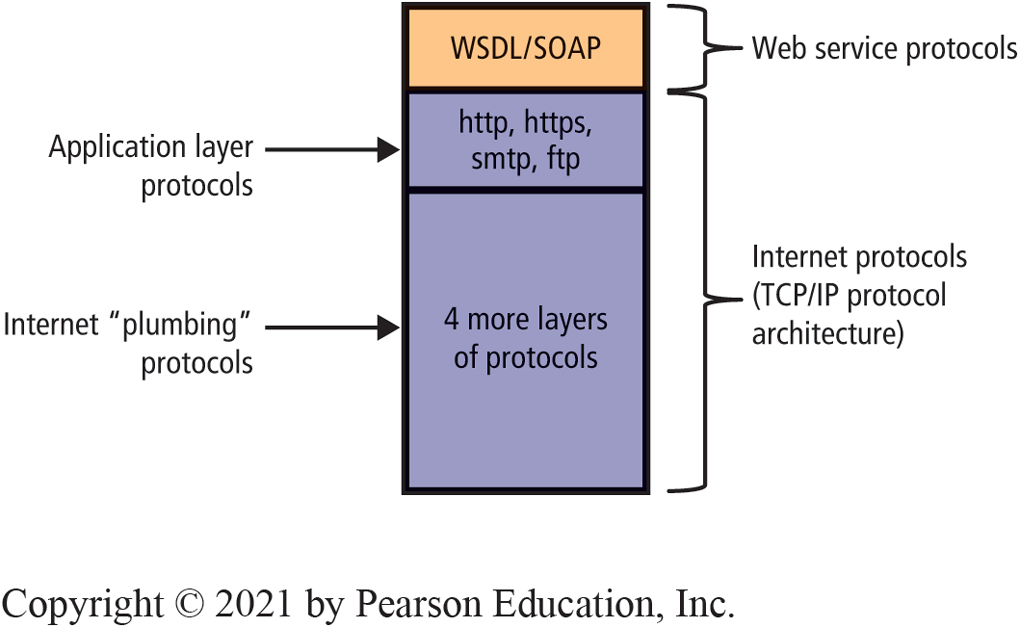 WSDL/SOAP
Web service protocols
http, https,
smtp, ftp
Application layer
protocols
Internet protocols
(TCP/IP protocol
architecture)
Internet “plumbing”
protocols
4 more layers
of protocols
Copyright © 2021 by Pearson Education, Inc.